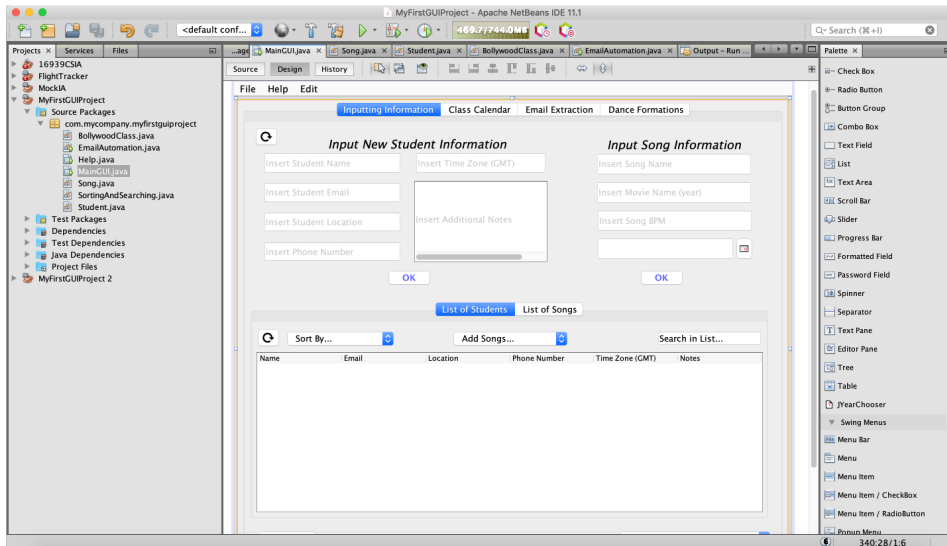 MyFirstGUIProject - Apache NetBeans IDE 11.1
<default conf... 469.7/744.0MB Search (⌘+I)
Projects Services Files
...age MainGUI.java Song.java Student.java BollywoodClass.java EmailAutomation.java Output - Run ... Palette
16939CSIA
FlightTracker
MockIA
MyFirstGUIProject
Source Packages
com.mycompany.myfirstguiproject
BollywoodClass.java
EmailAutomation.java
Help.java
MainGUI.java
Song.java
SortingAndSearching.java
Student.java
Test Packages
Dependencies
Test Dependencies
Java Dependencies
Project Files
MyFirstGUIProject 2
Source Design History
File Help Edit
Inputting Information Class Calendar Email Extraction Dance Formations
Input New Student Information Input Song Information
Insert Student Name Insert Time Zone (GMT) Insert Song Name
Insert Student Email Insert Movie Name (year)
Insert Student Location Insert Additional Notes Insert Song BPM
Insert Phone Number
OK OK
List of Students List of Songs
Sort By... Add Songs... Search in List...
Name Email Location Phone Number Time Zone (GMT) Notes
Check Box
Radio Button
Button Group
Combo Box
Text Field
List
Text Area
Scroll Bar
Slider
Progress Bar
Formatted Field
Password Field
Spinner
Separator
Text Pane
Editor Pane
Tree
Table
JYearChooser
Swing Menus
Menu Bar
Menu
Menu Item
Menu Item / CheckBox
Menu Item / RadioButton
Popup Menu
340:28/1:6